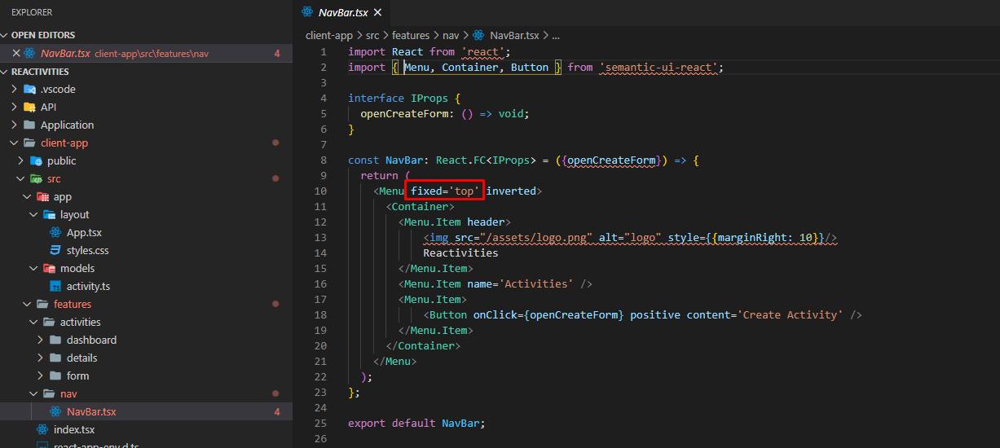 EXPLORER
OPEN EDITORS
NavBar.tsx client-app\src\features\nav 4
REACTIVITIES
.vscode
API
Application
client-app
public
src
app
layout
App.tsx
styles.css
models
activity.ts
features
activities
dashboard
details
form
nav
NavBar.tsx 4
index.tsx
react-app-env.d.ts
NavBar.tsx
client-app > src > features > nav > NavBar.tsx > ...
1 import React from 'react';
2 import { Menu, Container, Button } from 'semantic-ui-react';
3
4 interface IProps {
5 openCreateForm: () => void;
6 }
7
8 const NavBar: React.FC<IProps> = ({openCreateForm}) => {
9 return (
10 <Menu fixed='top' inverted>
11 <Container>
12 <Menu.Item header>
13 <img src="/assets/logo.png" alt="logo" style={{marginRight: 10}}/>
14 Reactivities
15 </Menu.Item>
16 <Menu.Item name='Activities' />
17 <Menu.Item>
18 <Button onClick={openCreateForm} positive content='Create Activity' />
19 </Menu.Item>
20 </Container>
21 </Menu>
22 );
23 };
24
25 export default NavBar;
26